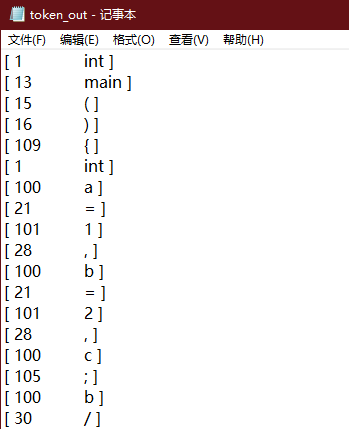 token_out - 记事本
文件(F) 编辑(E) 格式(O) 查看(V) 帮助(H)
[ 1 int ]
[ 13 main ]
[ 15 ( ]
[ 16 ) ]
[ 109 { ]
[ 1 int ]
[ 100 a ]
[ 21 = ]
[ 101 1 ]
[ 28 , ]
[ 100 b ]
[ 21 = ]
[ 101 2 ]
[ 28 , ]
[ 100 c ]
[ 105 ; ]
[ 100 b ]
[ 30 / ]